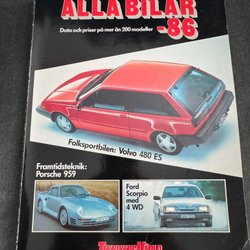 ALLA BILAR
-86
Data och priser på mer än 200 modeller
Folksportbilen: Volvo 480 ES
Framtidsteknik:
Porsche 959
Ford
Scorpio
med
4 WD